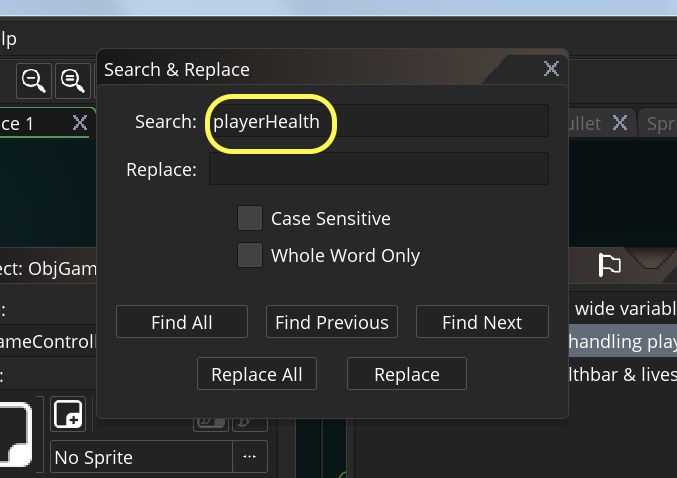 lp
Search & Replace
ce 1
Search: playerHealth
ullet
Spr
Replace:
Case Sensitive
Whole Word Only
ect: ObjGam
:
wide variabl
Find All
Find Previous
Find Next
ameControll
handling play
Replace All
Replace
:
lthbar & lives
No Sprite
...